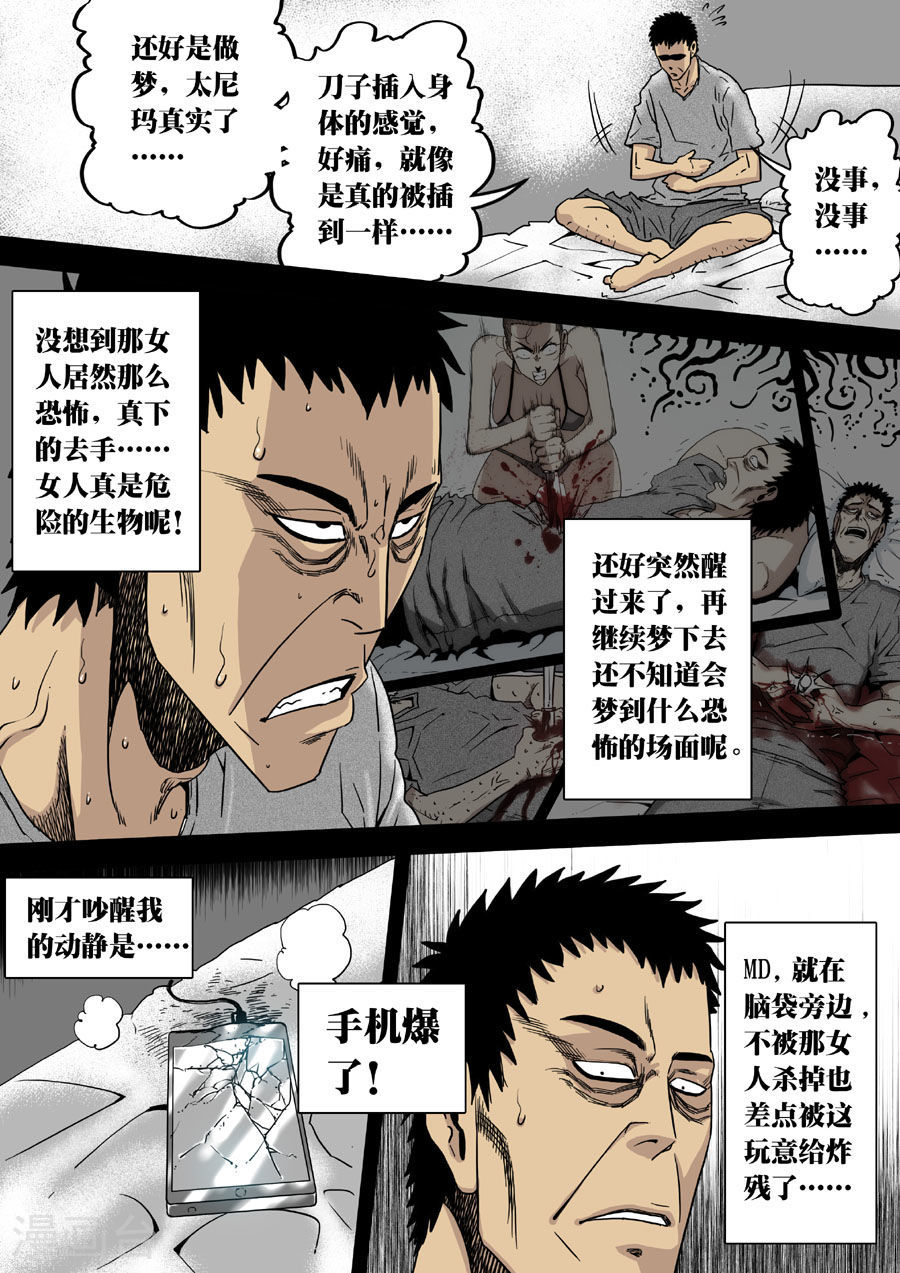 还好是做
梦，太尼
玛真实了
……
刀子插入身
体的感觉，
好痛，就像
是真的被插
到一样……
没事，
没事
……
没想到那女
人居然那么
恐怖，真下
的去手……
女人真是危
险的生物呢！
还好突然醒
过来了，再
继续梦下去
还不知道会
梦到什么恐
怖的场面呢。
刚才吵醒我
的动静是……
手机爆
了！
MD，就在
脑袋旁边，
不被那女
人杀掉也
差点被这
玩意给炸
残了……
漫画台